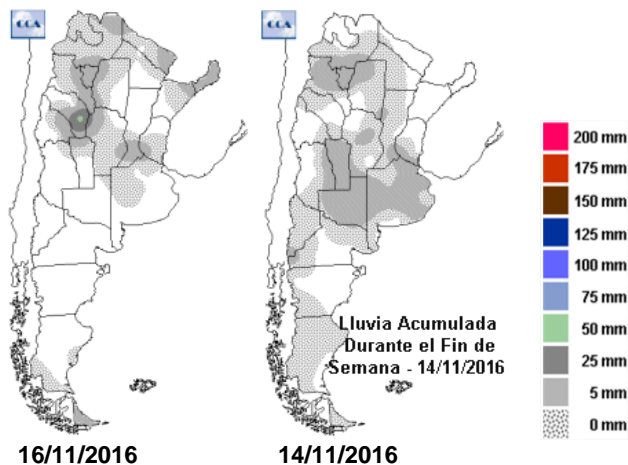 CCA
CCA
200 mm
175 mm
150 mm
125 mm
100 mm
75 mm
50 mm
25 mm
5 mm
0 mm
Lluvia Acumulada
Durante el Fin de
Semana - 14/11/2016
16/11/2016
14/11/2016